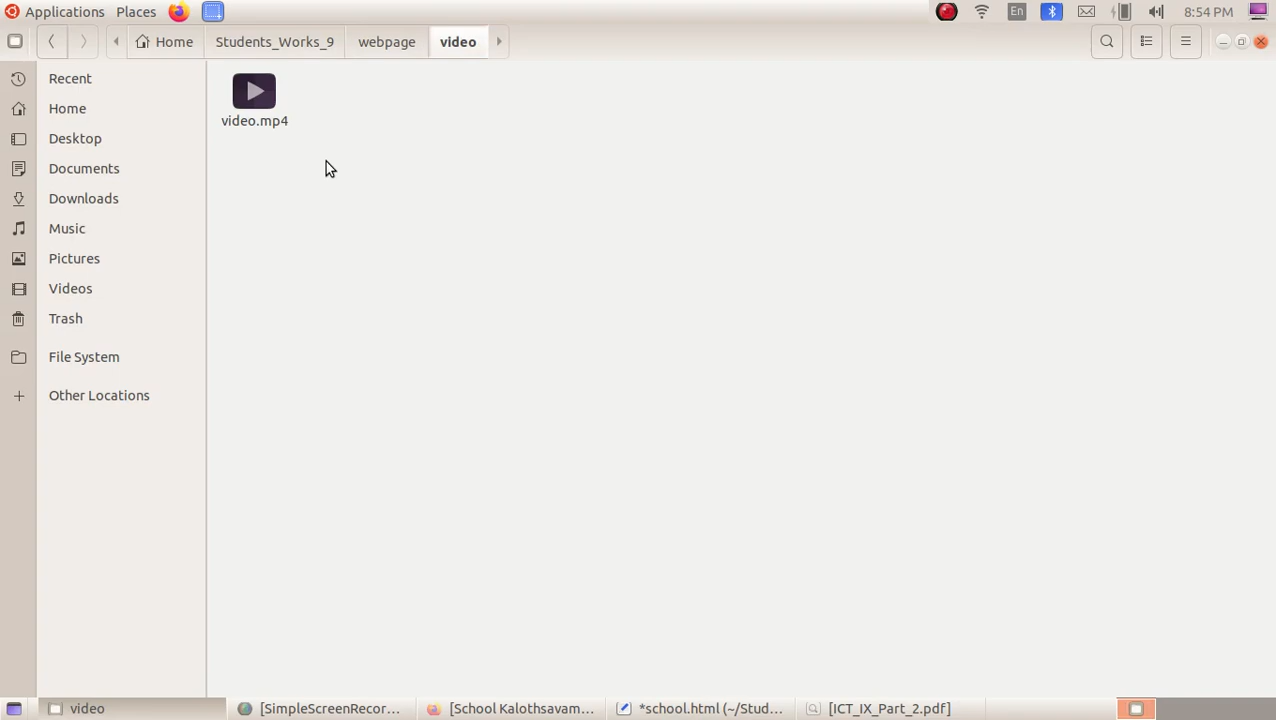 Applications Places En 8:54 PM
Home Students_Works_9 webpage video
Recent
Home
Desktop
Documents
Downloads
Music
Pictures
Videos
Trash
File System
Other Locations
video.mp4
video [SimpleScreenRecor... [School Kalothsavam... *school.html (~/Stud... [ICT_IX_Part_2.pdf]